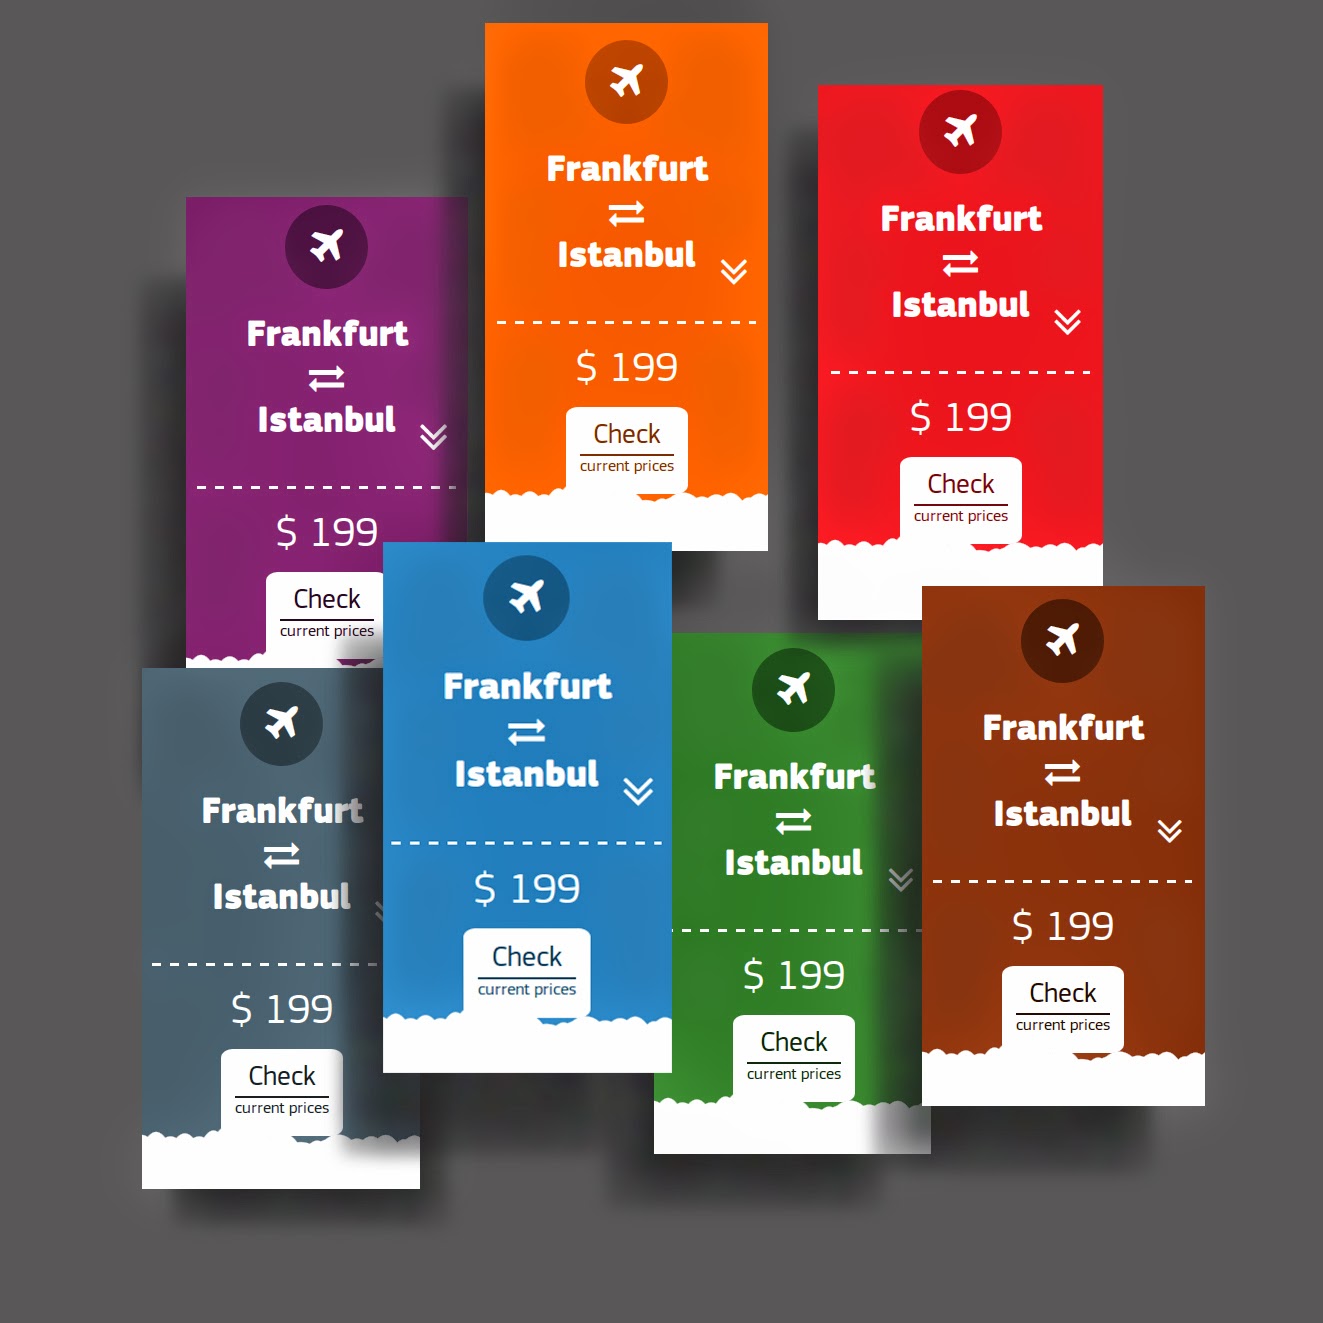 Frankfurt
Istanbul
$ 199
Check
current prices
Frankfurt
Istanbul
$ 199
Check
current prices
Frankfurt
Istanbul
$ 199
Check
current prices
Frankfurt
Istanbul
$ 199
Check
current prices
Frankfurt
Istanbul
$ 199
Check
current prices
Frankfurt
Istanbul
$ 199
Check
current prices
Frankfurt
Istanbul
$ 199
Check
current prices